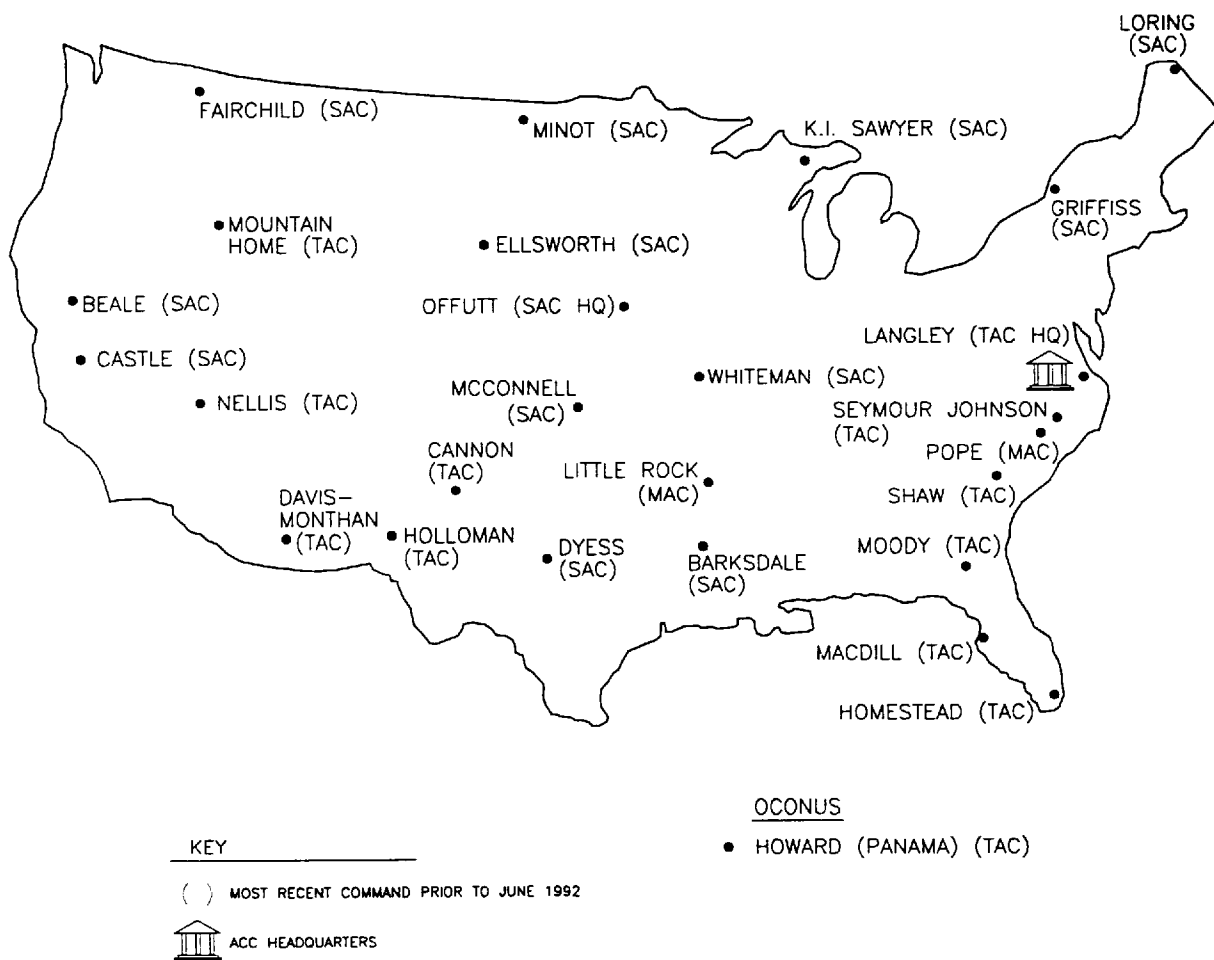 LORING
(SAC)
FAIRCHILD (SAC)
MINOT (SAC)
K.I. SAWYER (SAC)
GRIFFISS
(SAC)
MOUNTAIN
HOME (TAC)
ELLSWORTH (SAC)
BEALE (SAC)
OFFUTT (SAC HQ)
LANGLEY (TAC HQ)
CASTLE (SAC)
WHITEMAN (SAC)
NELLIS (TAC)
MCCONNELL
(SAC)
SEYMOUR JOHNSON
(TAC)
POPE (MAC)
CANNON
(TAC)
LITTLE ROCK
(MAC)
SHAW (TAC)
DAVIS-
MONTHAN
(TAC)
HOLLOMAN
(TAC)
DYESS
(SAC)
BARKSDALE
(SAC)
MOODY (TAC)
MACDILL (TAC)
HOMESTEAD (TAC)
OCONUS
HOWARD (PANAMA) (TAC)
KEY
( ) MOST RECENT COMMAND PRIOR TO JUNE 1992
ACC HEADQUARTERS